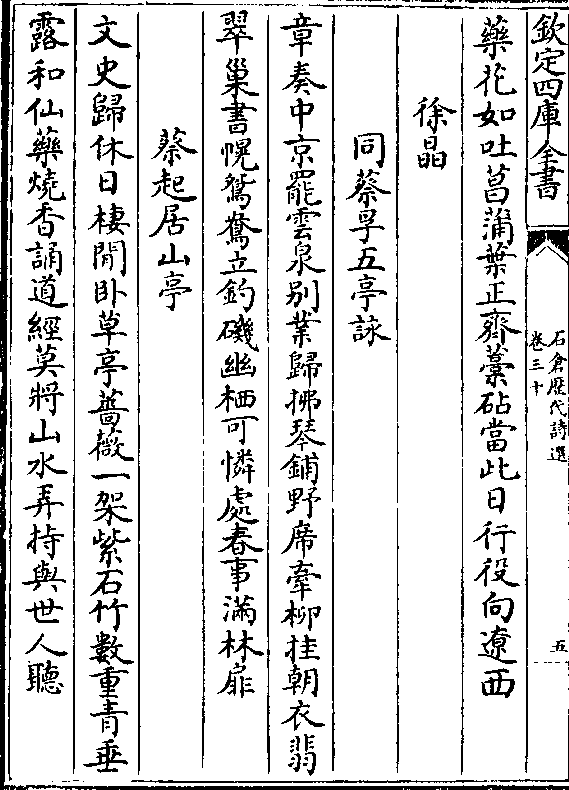 欽定四庫全書
石倉歷代詩選
卷三十
五
藥花如吐菖蒲葉正齊藁砧當此日行役向遼西
徐晶
同蔡孚五亭詠
章奏中京罷雲泉别業歸拂琴鋪野席牽柳挂朝衣翡
翠巢書幌鴛鴦立釣磯幽栖可憐處春事滿林扉
蔡起居山亭
文史歸休日棲閒卧草亭薔薇一架紫石竹數重青垂
露和仙藥燒香誦道經莫將山水弄持與世人聽